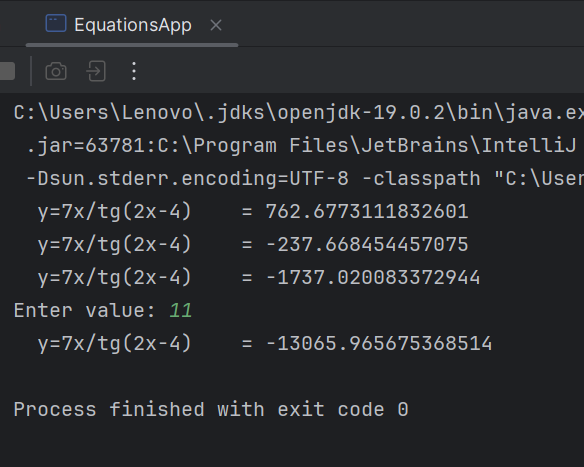 EquationsApp
C:\Users\Lenovo\.jdks\openjdk-19.0.2\bin\java.ex
.jar=63781:C:\Program Files\JetBrains\IntelliJ
-Dsun.stderr.encoding=UTF-8 -classpath "C:\User
y=7x/tg(2x-4) = 762.6773111832601
y=7x/tg(2x-4) = -237.668454457075
y=7x/tg(2x-4) = -1737.020083372944
Enter value: 11
y=7x/tg(2x-4) = -13065.965675368514
Process finished with exit code 0